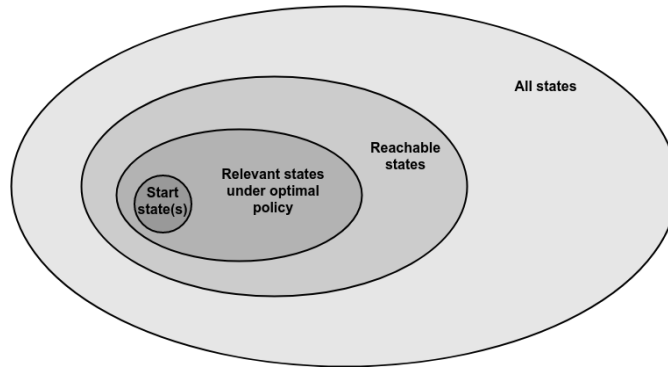 All states
Reachable
states
Relevant states
under optimal
policy
Start
state(s)